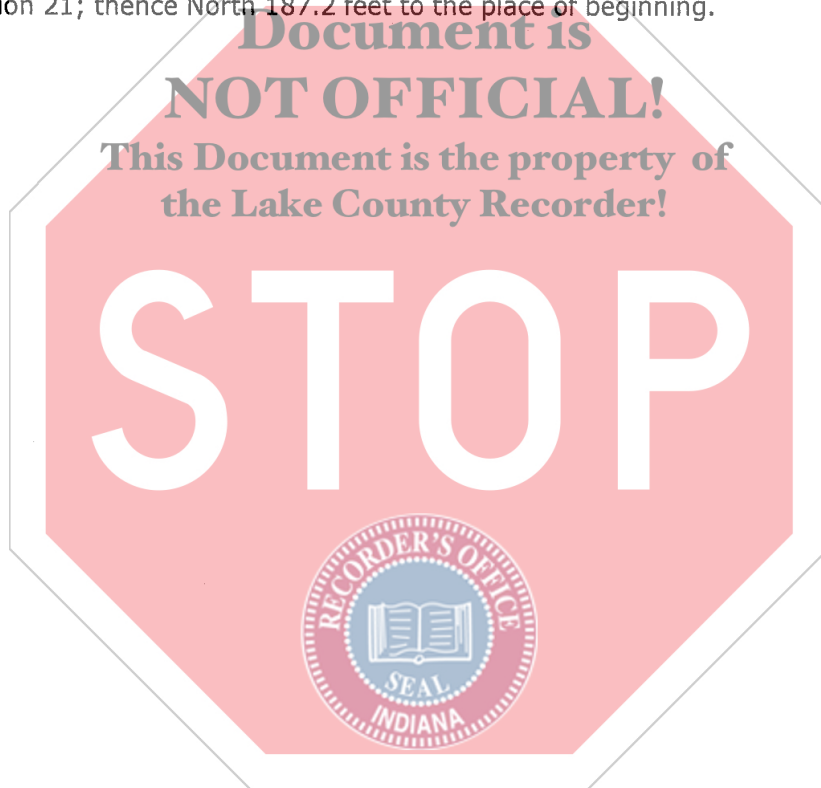 ion 21; thence North 187.2 feet to the place of beginning.
Document is
NOT OFFICIAL!
This Document is the property of
the Lake County Recorder!
STOP
RECORDER'S OFFICE
SEAL
INDIANA